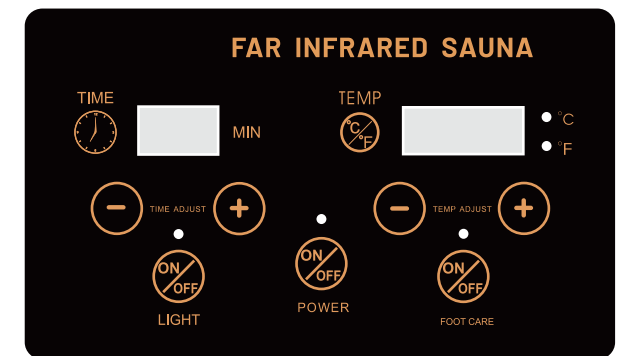 FAR INFRARED SAUNA
TIME
MIN
TEMP
°C/°F
°C
°F
− TIME ADJUST +
− TEMP ADJUST +
ON/OFF
LIGHT
ON/OFF
POWER
ON/OFF
FOOT CARE